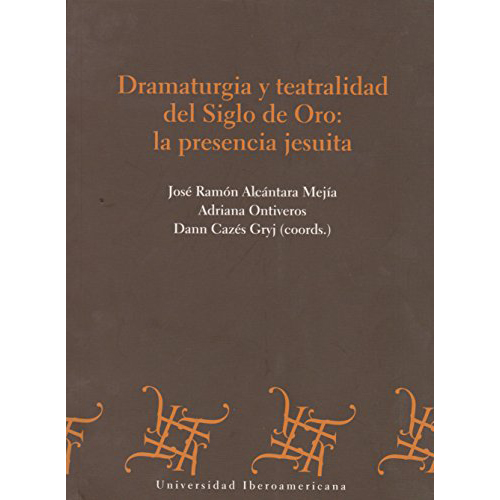 Dramaturgia y teatralidad
del Siglo de Oro:
la presencia jesuita
José Ramón Alcántara Mejía
Adriana Ontiveros
Dann Cazés Gryj (coords.)
Universidad Iberoamericana